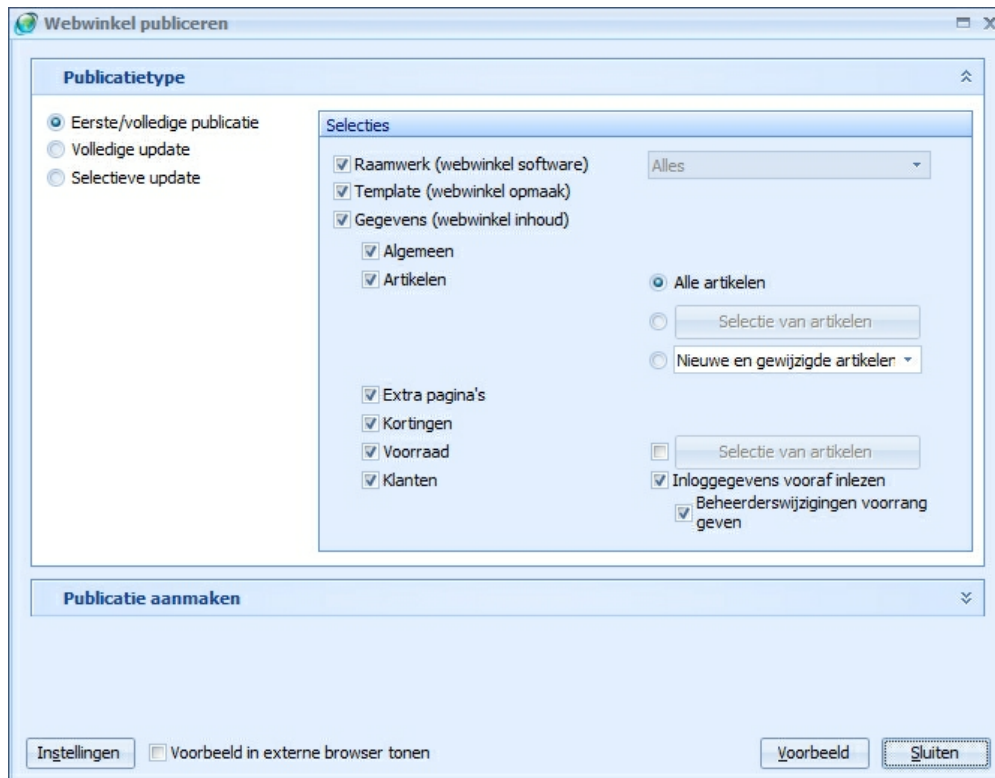 Webwinkel publiceren
Publicatietype
Eerste/volledige publicatie
Volledige update
Selectieve update
Selecties
Raamwerk (webwinkel software)
Alles
Template (webwinkel opmaak)
Gegevens (webwinkel inhoud)
Algemeen
Artikelen
Alle artikelen
Selectie van artikelen
Nieuwe en gewijzigde artikelen
Extra pagina's
Kortingen
Voorraad
Selectie van artikelen
Klanten
Inloggegevens vooraf inlezen
Beheerderswijzigingen voorrang
geven
Publicatie aanmaken
Instellingen
Voorbeeld in externe browser tonen
Voorbeeld
Sluiten